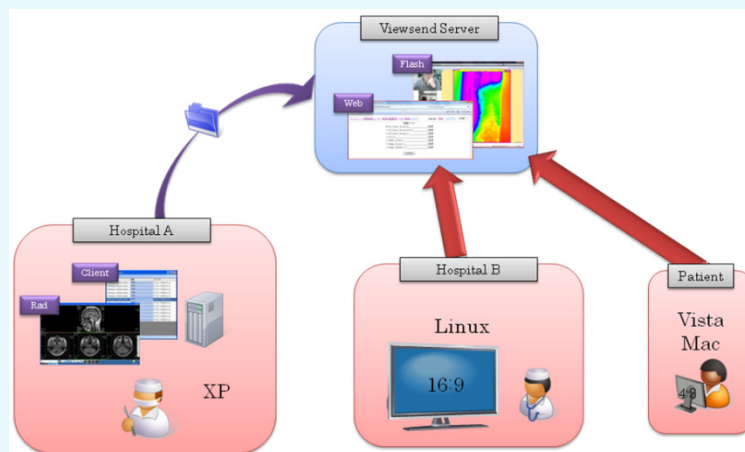 Viewsend Server
Flash
Web
Hospital A
Client
Rad
XP
Hospital B
Linux
16:9
Patient
Vista
Mac
4:3